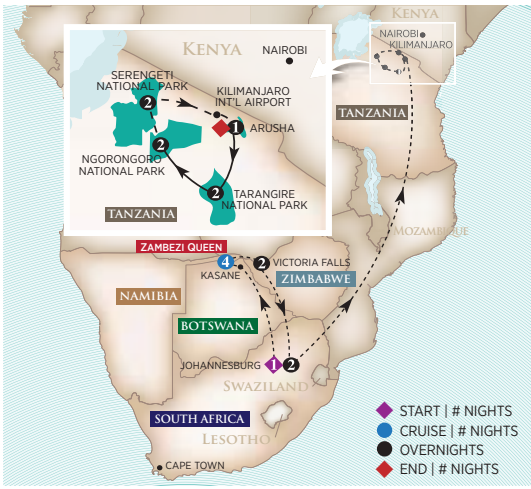 KENYA
NAIROBI
KILIMANJARO
KENYA
NAIROBI
SERENGETI
NATIONAL PARK
2
KILIMANJARO
INT'L AIRPORT
1
ARUSHA
2
NGORONGORO
NATIONAL PARK
2
TARANGIRE
NATIONAL PARK
TANZANIA
TANZANIA
MOZAMBIQUE
ZAMBEZI QUEEN
4
KASANE
2
VICTORIA FALLS
ZIMBABWE
NAMIBIA
BOTSWANA
JOHANNESBURG
1
2
SWAZILAND
SOUTH AFRICA
LESOTHO
CAPE TOWN
START | # NIGHTS
CRUISE | # NIGHTS
OVERNIGHTS
END | # NIGHTS